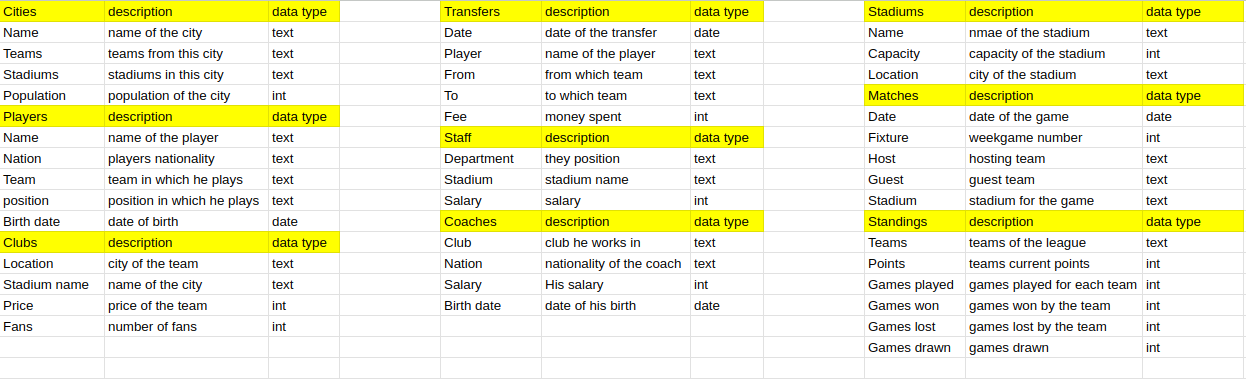 Cities description data type Transfers description data type Stadiums description data type
Name name of the city text Date date of the transfer date Name nmae of the stadium text
Teams teams from this city text Player name of the player text Capacity capacity of the stadium int
Stadiums stadiums in this city text From from which team text Location city of the stadium text
Population population of the city int To to which team text Matches description data type
Players description data type Fee money spent int Date date of the game date
Name name of the player text Staff description data type Fixture weekgame number int
Nation players nationality text Department they position text Host hosting team text
Team team in which he plays text Stadium stadium name text Guest guest team text
position position in which he plays text Salary salary int Stadium stadium for the game text
Birth date date of birth date Coaches description data type Standings description data type
Clubs description data type Club club he works in text Teams teams of the league text
Location city of the team text Nation nationality of the coach text Points teams current points int
Stadium name name of the city text Salary His salary int Games played games played for each team int
Price price of the team int Birth date date of his birth date Games won games won by the team int
Fans number of fans int Games lost games lost by the team int
Games drawn games drawn int